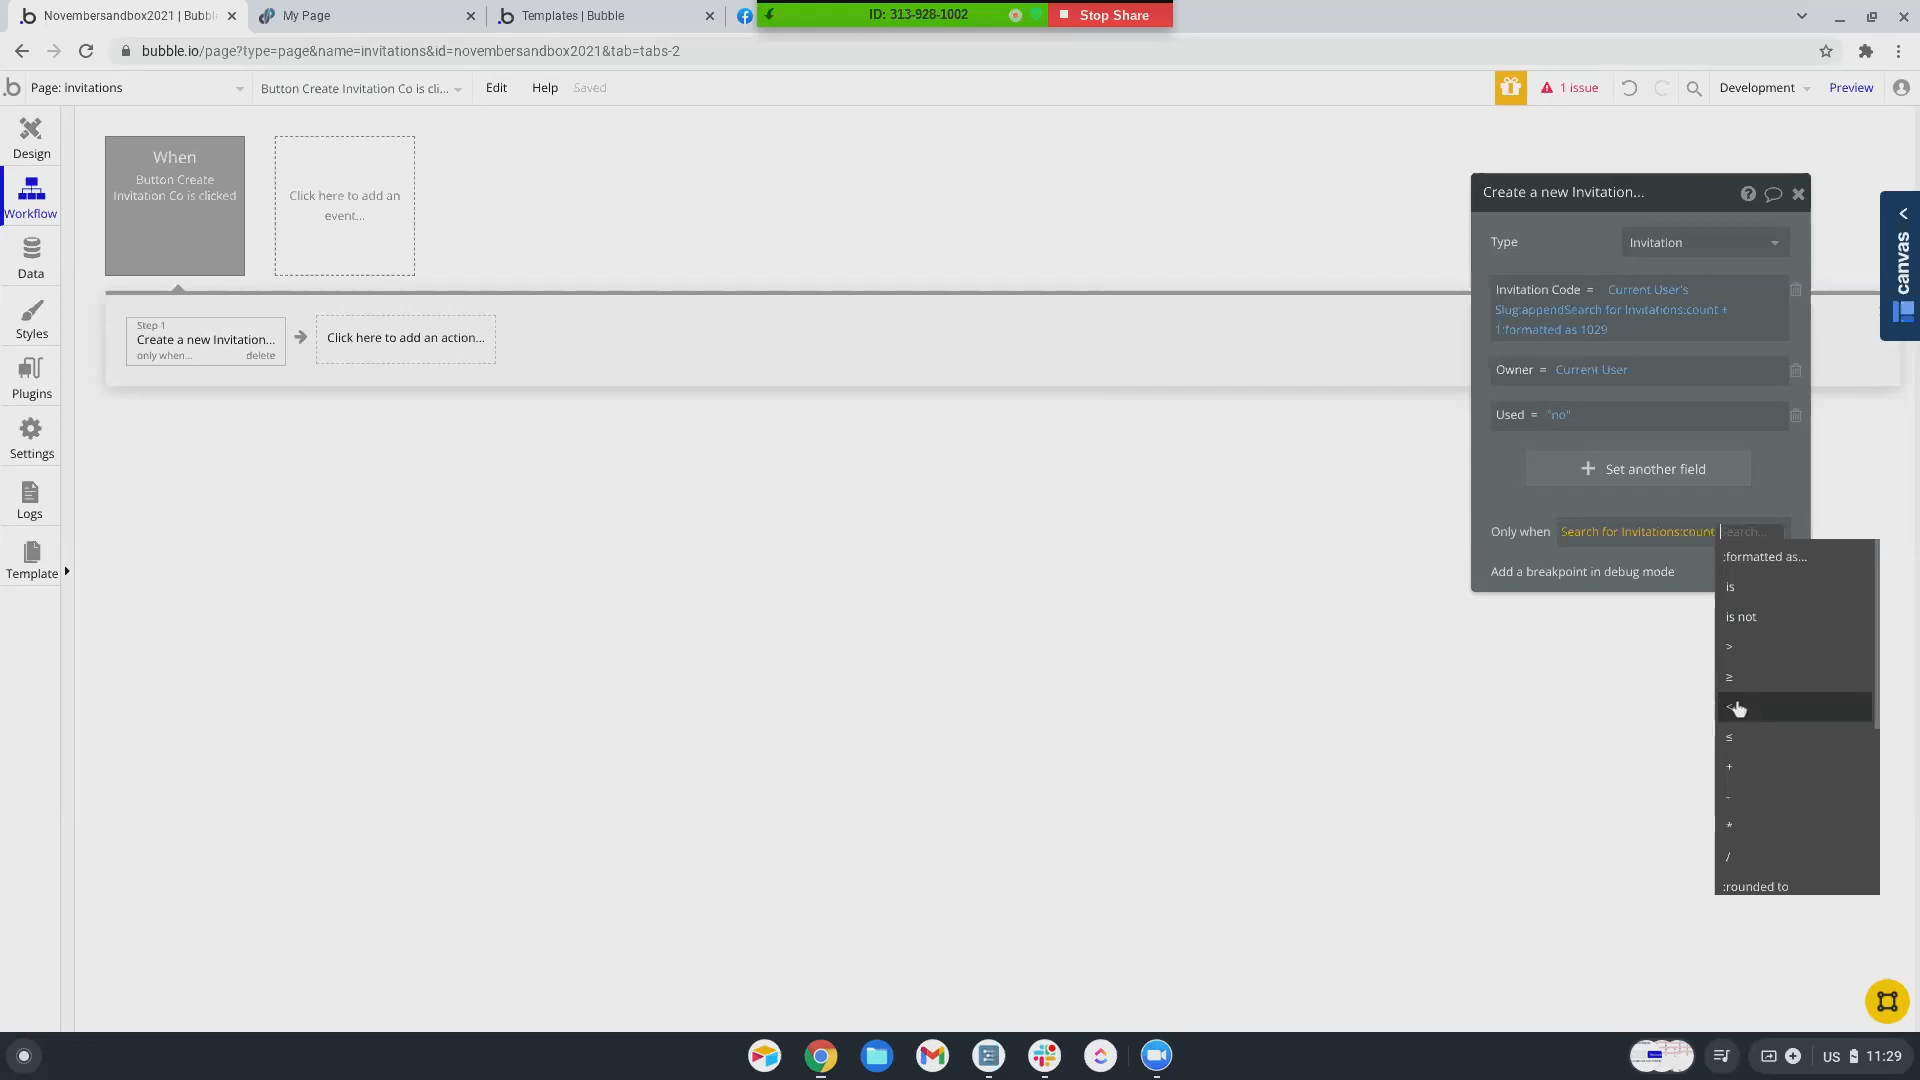 Novembersandbox2021 | Bubbl
My Page
Templates | Bubble
ID: 313-928-1002
Stop Share
bubble.io/page?type=page&name=invitations&id=novembersandbox2021&tab=tabs-2
Page: invitations
Button Create Invitation Co is cli...
Edit
Help
Saved
1 issue
Development
Preview
Design
Workflow
Data
Styles
Plugins
Settings
Logs
Template
When
Button Create
Invitation Co is clicked
Click here to add an
event...
Step 1
Create a new Invitation...
only when...
delete
Click here to add an action...
Create a new Invitation...
Type
Invitation
Invitation Code = Current User's
Slug:appendSearch for Invitations:count +
1:formatted as 1029
Owner = Current User
Used = "no"
Set another field
Only when Search for Invitations:count Search...
Add a breakpoint in debug mode
:formatted as...
is
is not
>
≥
<
≤
+
-
*
/
:rounded to
canvas
US
11:29